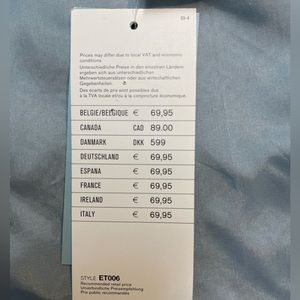 Prices may differ due to local VAT and economic
conditions.
Unterschiedliche Preise in den einzelnen Ländern
ergeben sich aus unterschiedlichen
Mehrwertsteuersätzen oder aus wirtschaftlichen
Gegebenheiten.
Des écarts de prix sont possibles dus
à la TVA locale et/ou à la conjoncture économique.
BELGIE/BELGIQUE € 69,95
CANADA CAD 89.00
DANMARK DKK 599
DEUTSCHLAND € 69,95
ESPANA € 69,95
FRANCE € 69,95
IRELAND € 69,95
ITALY € 69,95
STYLE ET006
Recommended retail price
Unverbindliche Preisempfehlung
Prix public recommandés